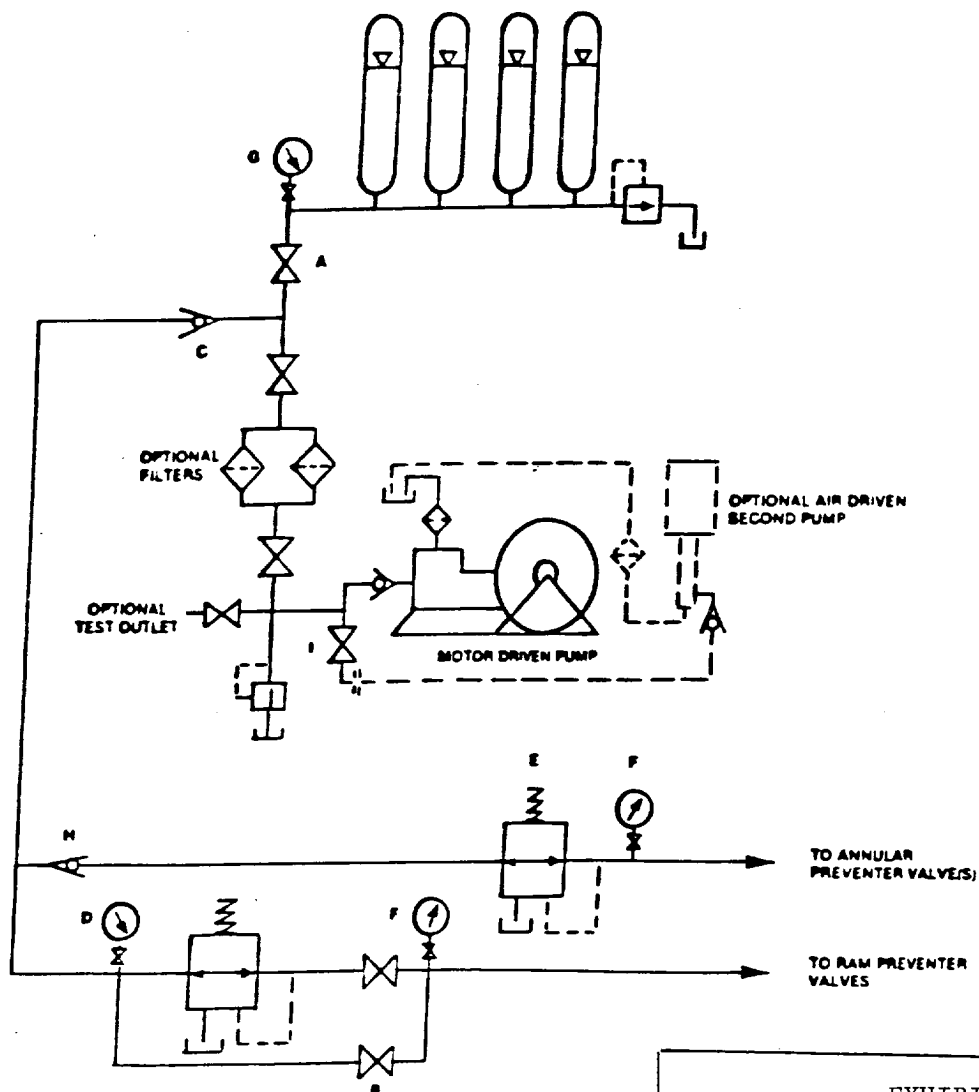 G
A
C
OPTIONAL
FILTERS
OPTIONAL AIR DRIVEN
SECOND PUMP
OPTIONAL
TEST OUTLET
I
MOTOR DRIVEN PUMP
E
F
H
TO ANNULAR
PREVENTER VALVE(S)
D
F
TO RAM PREVENTER
VALVES